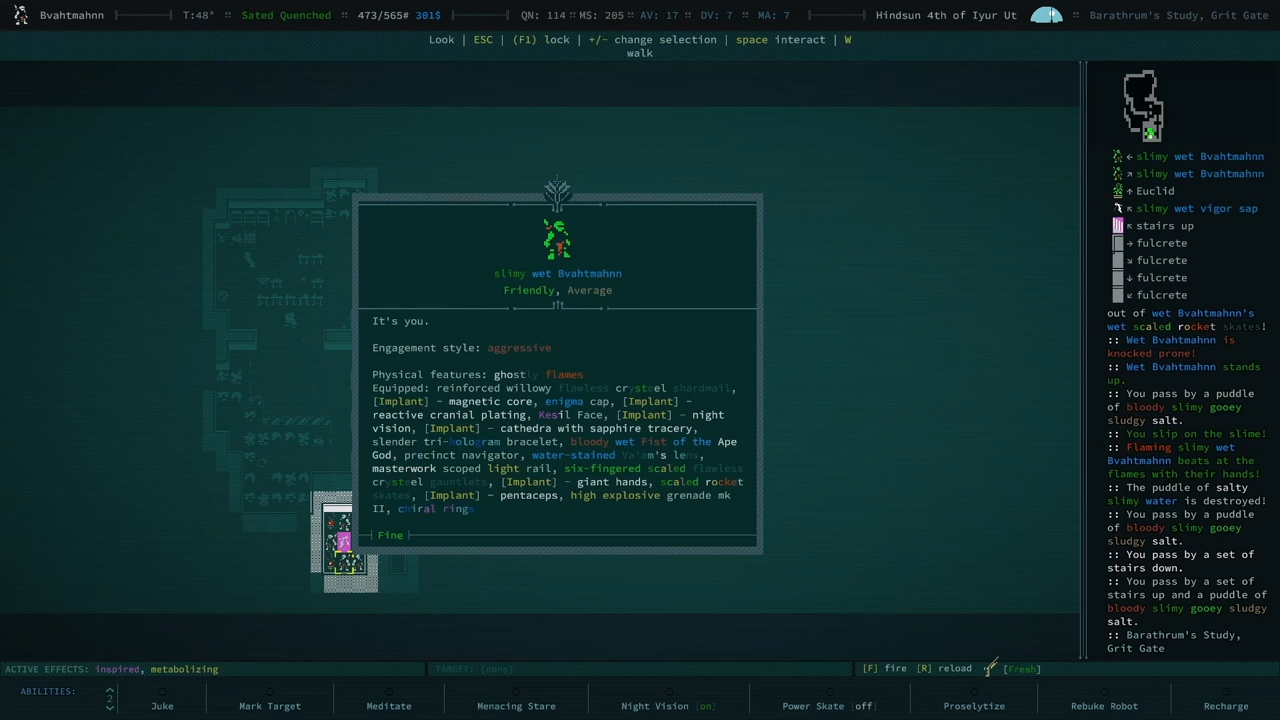 Bvahtmahnn T:48° :: Sated Quenched :: 473/565# 301$ QN: 114 :: MS: 205 :: AV: 17 :: DV: 7 :: MA: 7 Hindsun 4th of Iyur Ut :: Barathrum's Study, Grit Gate
Look | ESC | (F1) lock | +/- change selection | space interact | W
walk
slimy wet Bvahtmahnn
Friendly, Average
It's you.
Engagement style: aggressive
Physical features: ghostly flames
Equipped: reinforced willowy flawless crysteel shardmail,
[Implant] - magnetic core, enigma cap, [Implant] -
reactive cranial plating, Kesil Face, [Implant] - night
vision, [Implant] - cathedra with sapphire tracery,
slender tri-hologram bracelet, bloody wet Fist of the Ape
God, precinct navigator, water-stained Va'am's lens,
masterwork scoped light rail, six-fingered scaled flawless
crysteel gauntlets, [Implant] - giant hands, scaled rocket
skates, [Implant] - pentaceps, high explosive grenade mk
II, chiral rings
Fine
← slimy wet Bvahtmahnn
↗ slimy wet Bvahtmahnn
↑ Euclid
↖ slimy wet vigor sap
↖ stairs up
→ fulcrete
↘ fulcrete
↓ fulcrete
↙ fulcrete
out of wet Bvahtmahnn's
wet scaled rocket skates!
:: Wet Bvahtmahnn is
knocked prone!
:: Wet Bvahtmahnn stands
up.
:: You pass by a puddle
of bloody slimy gooey
sludgy salt.
:: You slip on the slime!
:: Flaming slimy wet
Bvahtmahnn beats at the
flames with their hands!
:: The puddle of salty
slimy water is destroyed!
:: You pass by a puddle
of bloody slimy gooey
sludgy salt.
:: You pass by a set of
stairs down.
:: You pass by a set of
stairs up and a puddle of
bloody slimy gooey sludgy
salt.
:: Barathrum's Study,
Grit Gate
ACTIVE EFFECTS: inspired, metabolizing
TARGET: [none]
[F] fire [R] reload [Fresh]
ABILITIES: 2 Juke Mark Target Meditate Menacing Stare Night Vision [on] Power Skate [off] Proselytize Rebuke Robot Recharge